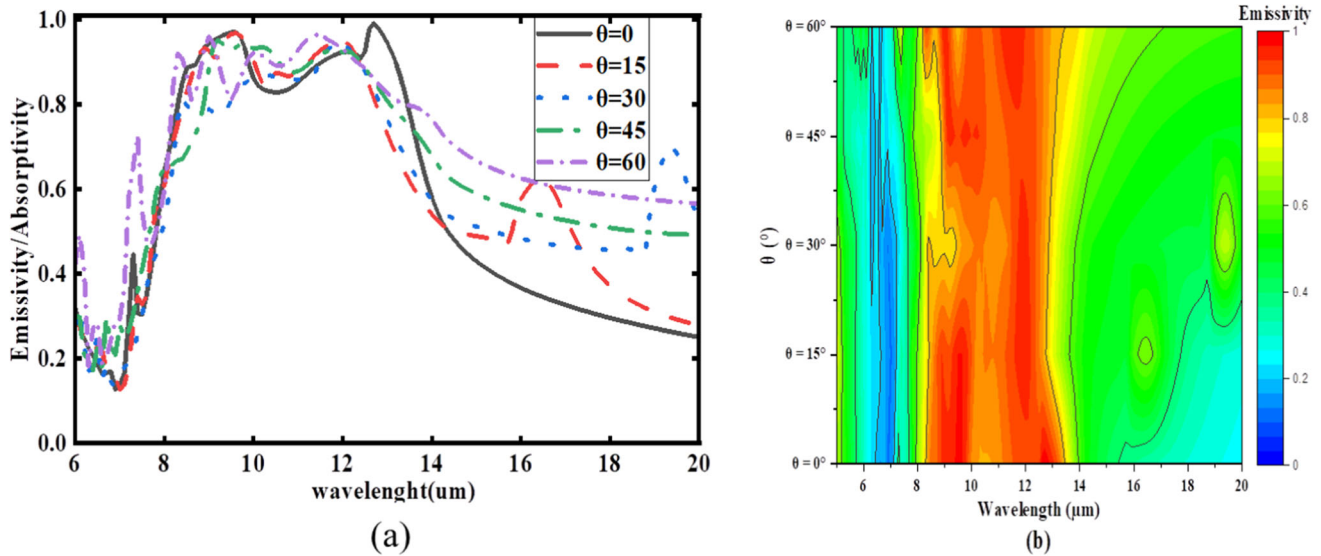 1.0
0.8
0.6
0.4
0.2
0.0
Emissivity/Absorptivity
θ=0
θ=15
θ=30
θ=45
θ=60
6 8 10 12 14 16 18 20
wavelenght(um)
(a)
Emissivity
θ = 60°
θ = 45°
θ = 30°
θ = 15°
θ = 0°
θ (°)
6 8 10 12 14 16 18 20
Wavelength (µm)
(b)
1
0.8
0.6
0.4
0.2
0